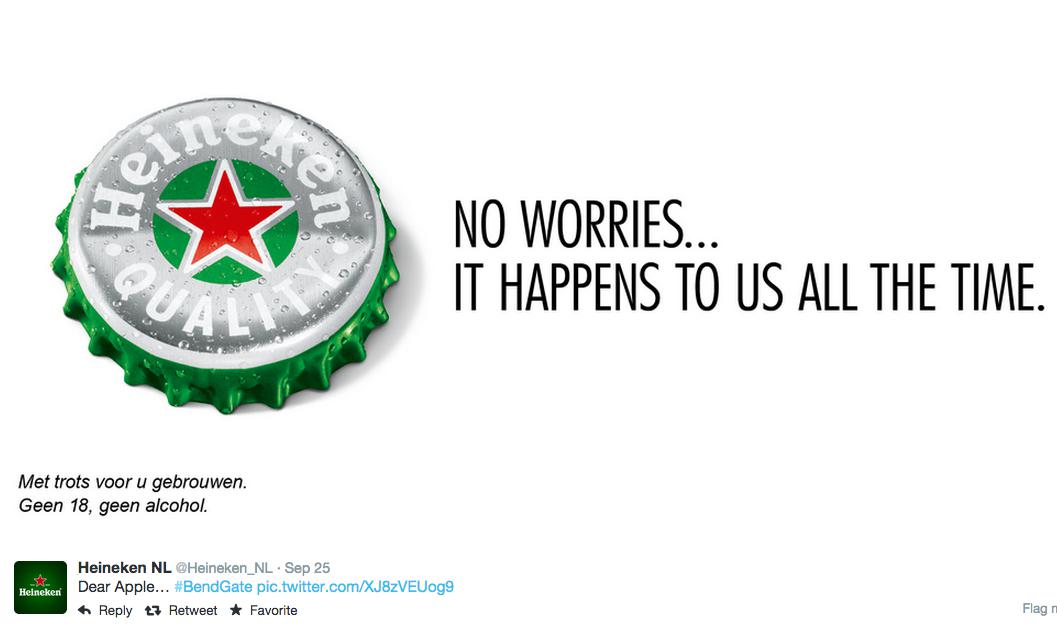 Heineken
QUALITY
NO WORRIES...
IT HAPPENS TO US ALL THE TIME.
Met trots voor u gebrouwen.
Geen 18, geen alcohol.
Heineken
Heineken NL @Heineken_NL · Sep 25
Dear Apple... #BendGate pic.twitter.com/XJ8zVEUog9
Reply Retweet Favorite
Flag